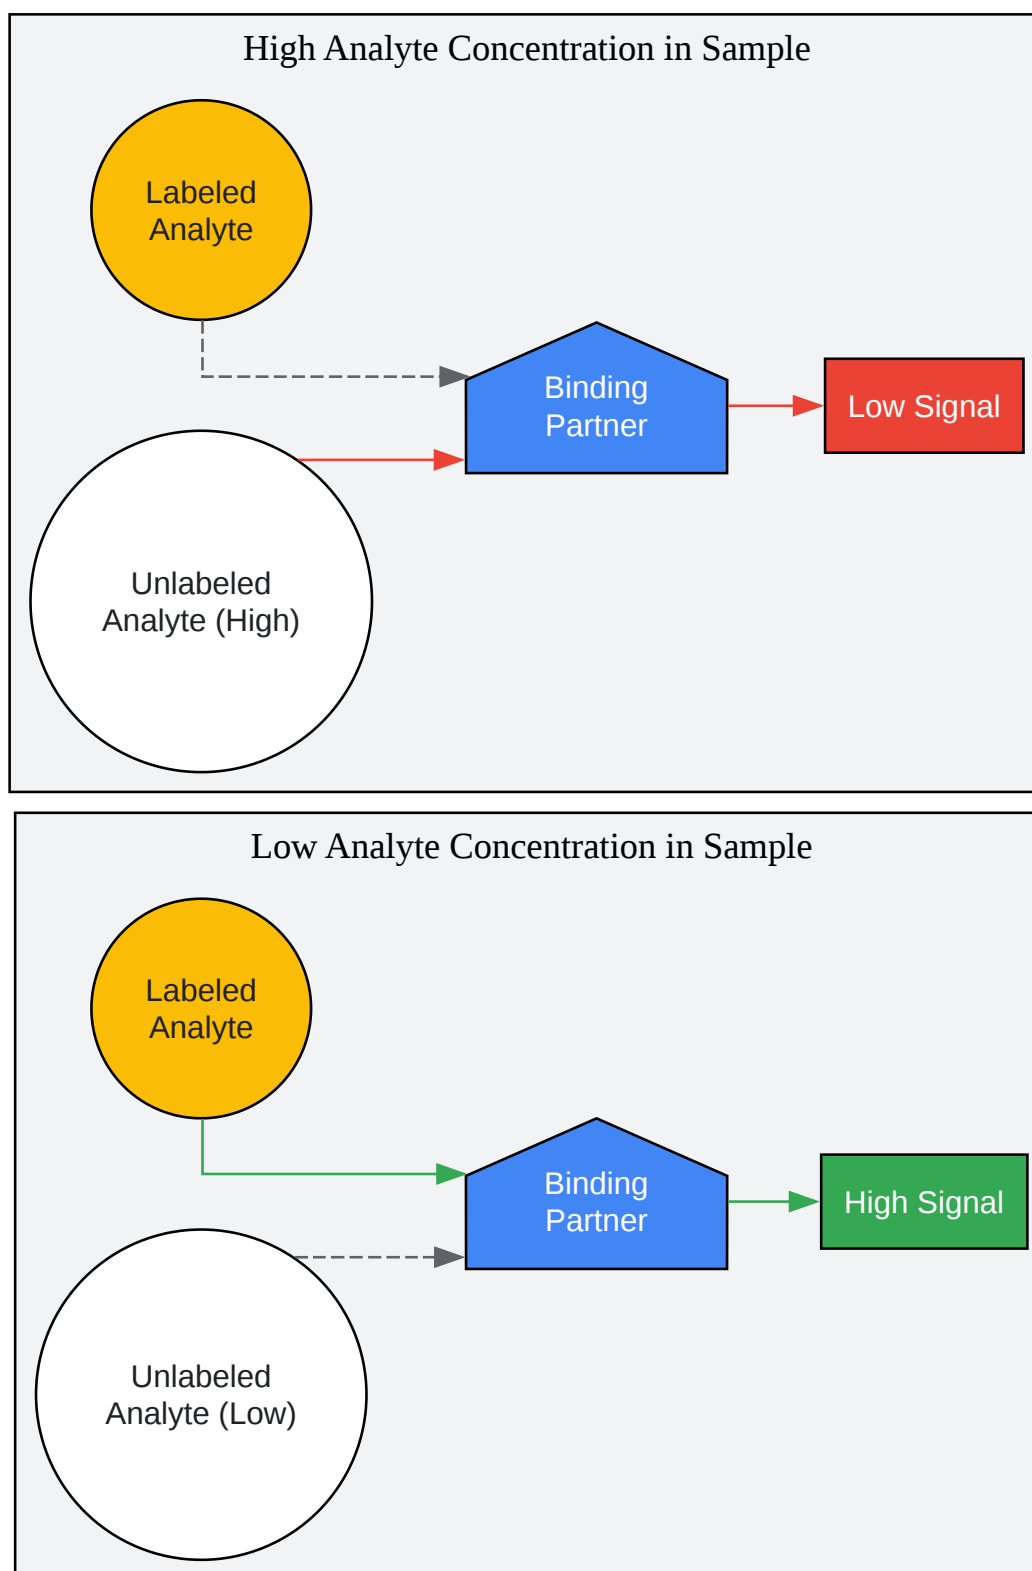 High Analyte Concentration in Sample
Labeled
Analyte
Binding
Partner
Low Signal
Unlabeled
Analyte (High)
Low Analyte Concentration in Sample
Labeled
Analyte
Binding
Partner
High Signal
Unlabeled
Analyte (Low)